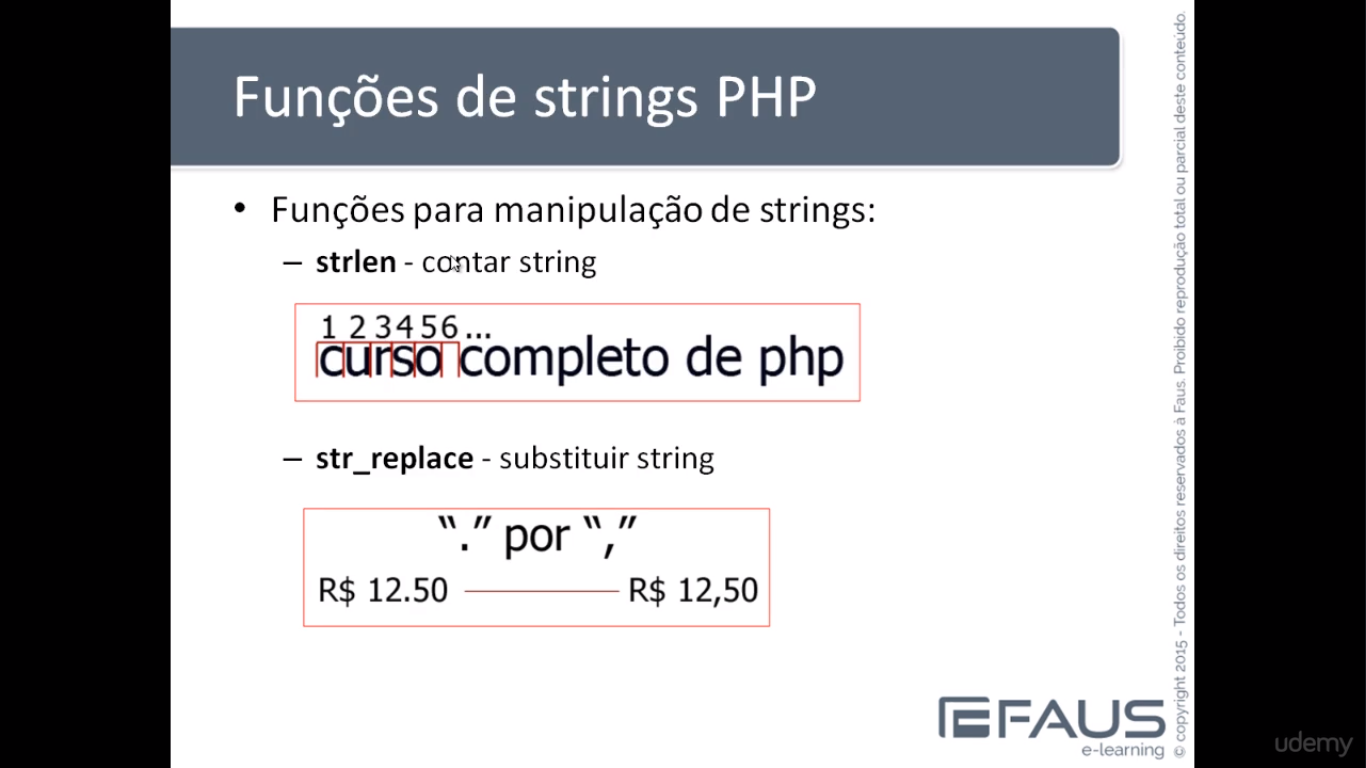 Funções de strings PHP
• Funções para manipulação de strings:
– strlen - contar string
1 2 3 4 5 6 ...
curso completo de php
– str_replace - substituir string
“.” por “,”
R$ 12.50 R$ 12,50
FAUS
e-learning
© copyright 2015 - Todos os direitos reservados à Faus. Proibido reprodução total ou parcial deste conteúdo.
udemy